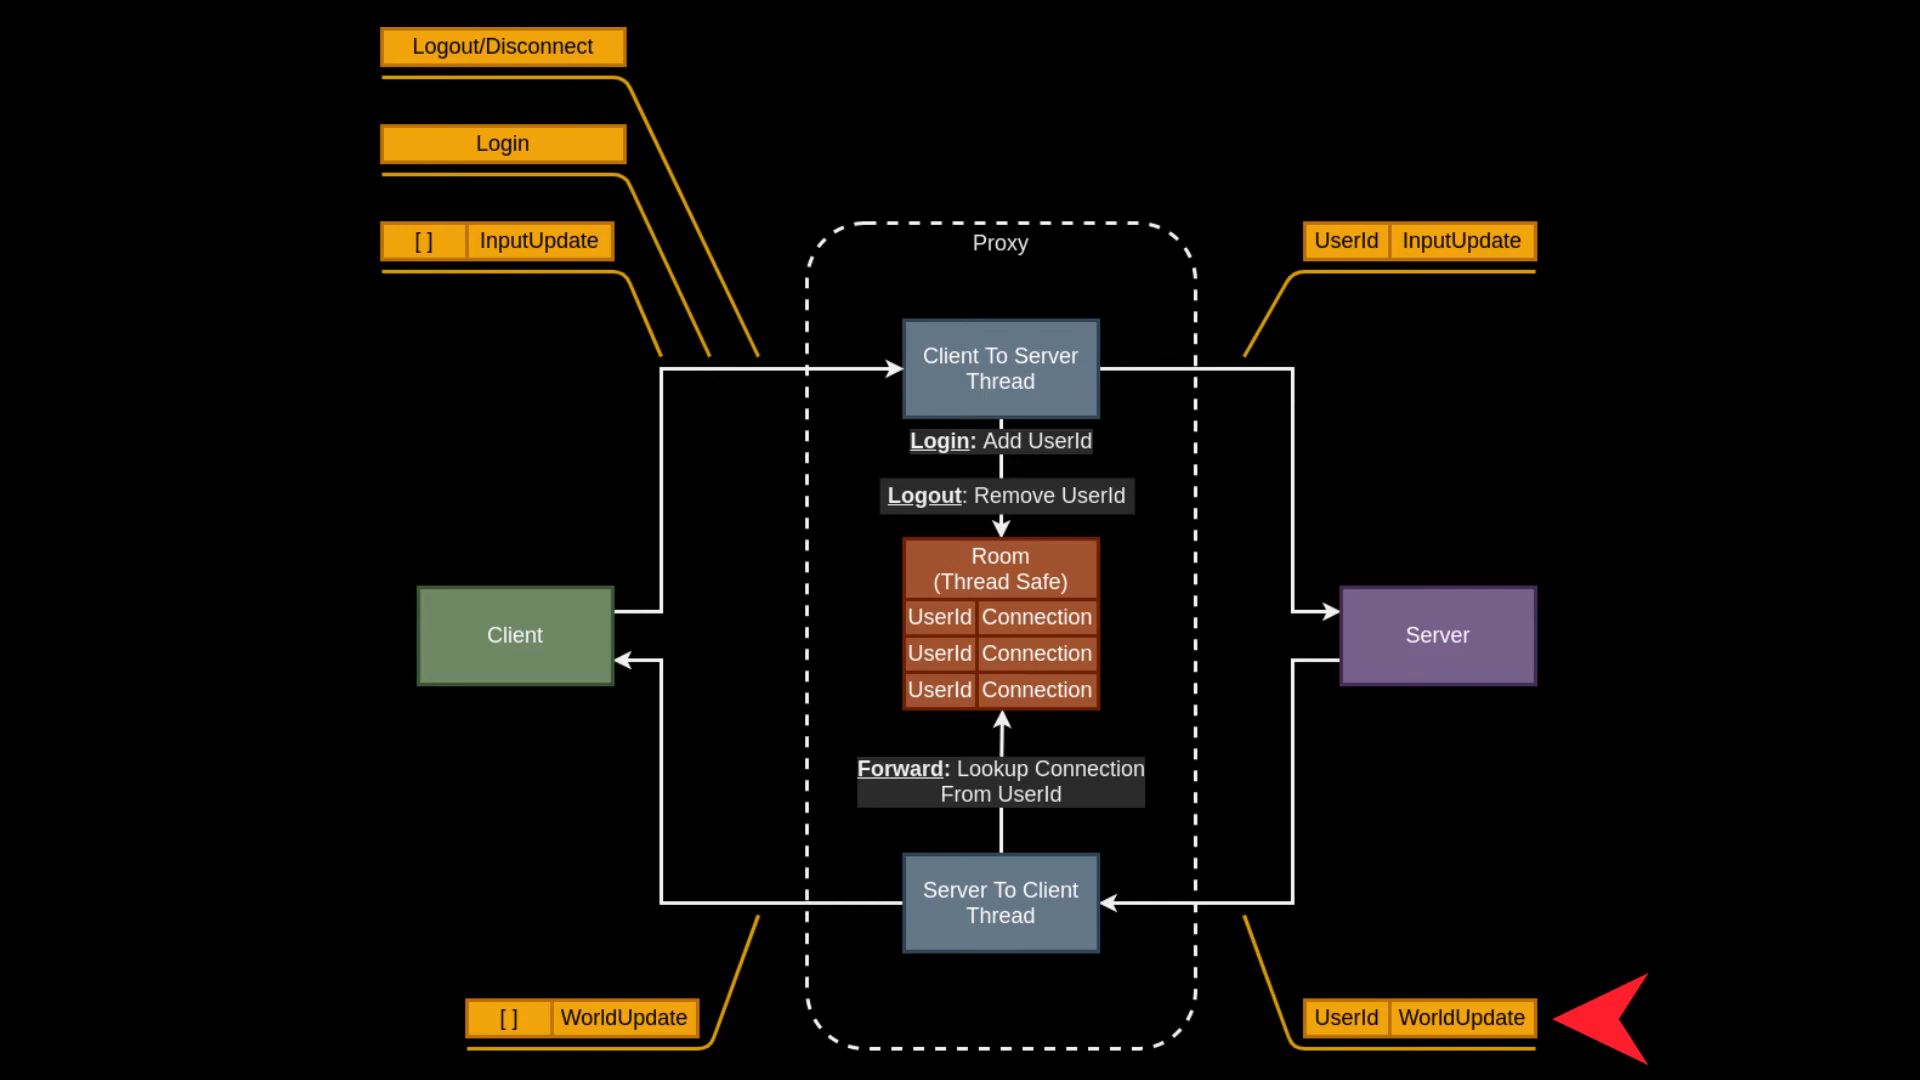 Logout/Disconnect
Login
[ ] InputUpdate
Proxy
UserId InputUpdate
Client To Server
Thread
Login: Add UserId
Logout: Remove UserId
Room
(Thread Safe)
UserId Connection
UserId Connection
UserId Connection
Client
Server
Forward: Lookup Connection
From UserId
Server To Client
Thread
[ ] WorldUpdate
UserId WorldUpdate